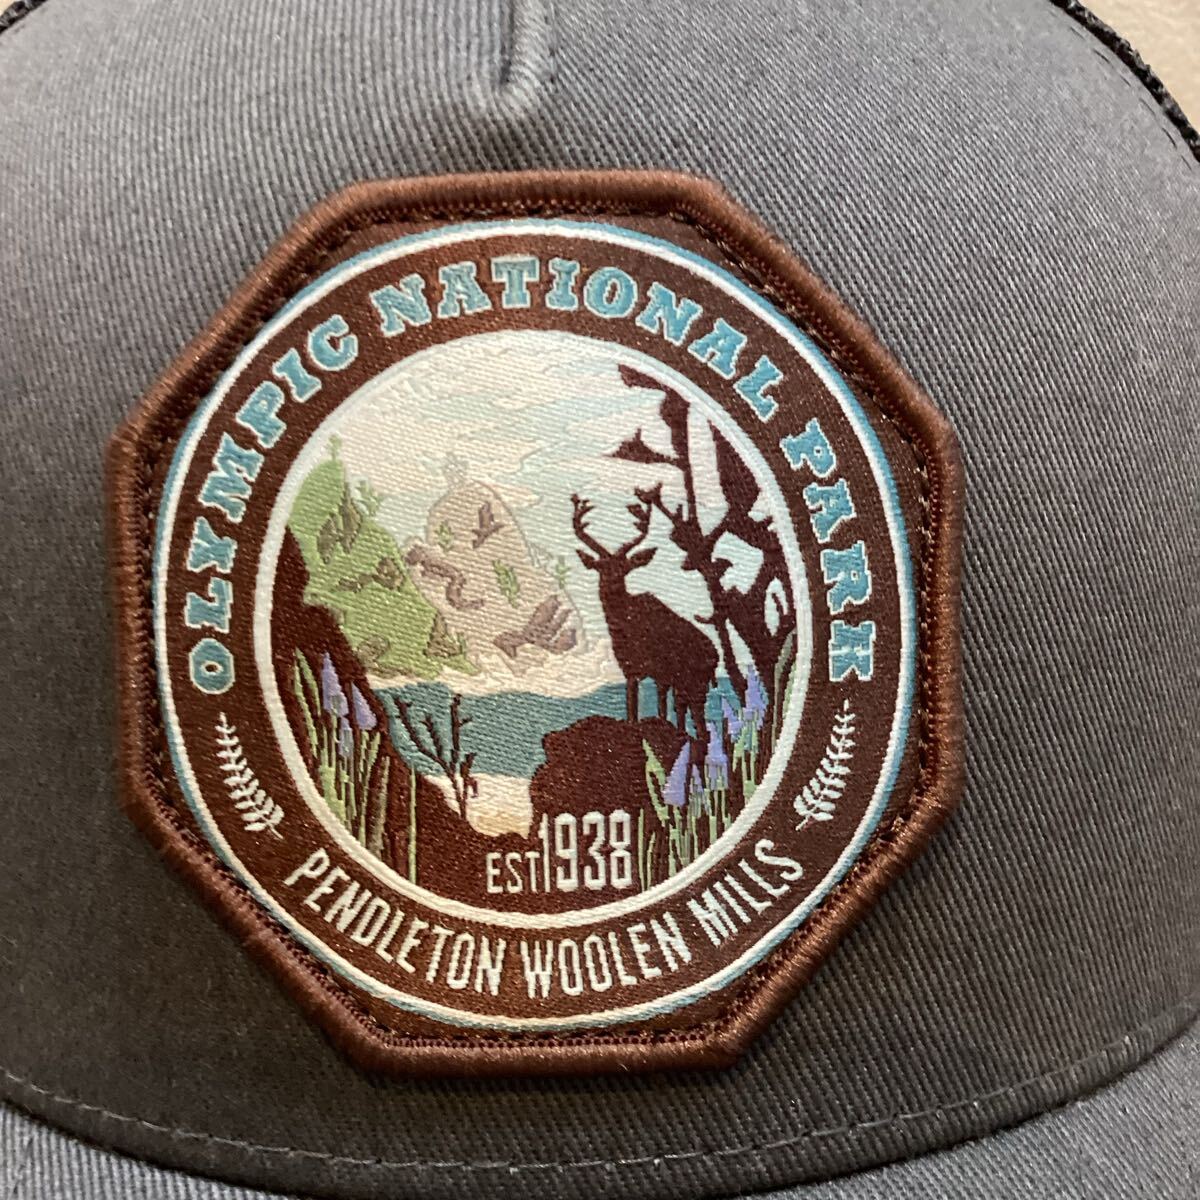 OLYMPIC NATIONAL PARK
EST 1938
PENDLETON WOOLEN MILLS